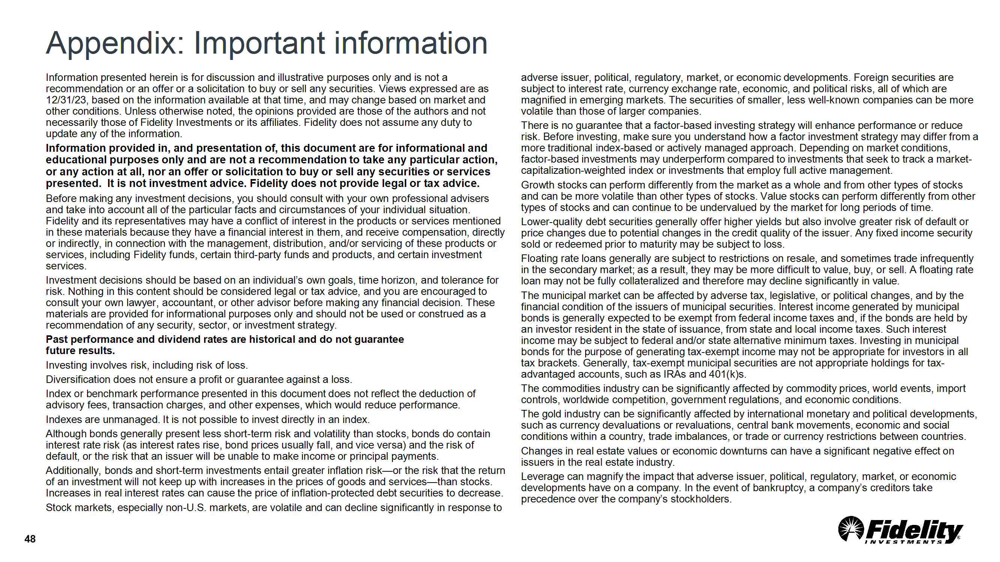 Appendix: Important information
Information presented herein is for discussion and illustrative purposes only and is not a
recommendation or an offer or a solicitation to buy or sell any securities. Views expressed are as
12/31/23, based on the information available at that time, and may change based on market and
other conditions. Unless otherwise noted, the opinions provided are those of the authors and not
necessarily those of Fidelity Investments or its affiliates. Fidelity does not assume any duty to
update any of the information.
Information provided in, and presentation of, this document are for informational and
educational purposes only and are not a recommendation to take any particular action,
or any action at all, nor an offer or solicitation to buy or sell any securities or services
presented.  It is not investment advice. Fidelity does not provide legal or tax advice.
Before making any investment decisions, you should consult with your own professional advisers
and take into account all of the particular facts and circumstances of your individual situation.
Fidelity and its representatives may have a conflict of interest in the products or services mentioned
in these materials because they have a financial interest in them, and receive compensation, directly
or indirectly, in connection with the management, distribution, and/or servicing of these products or
services, including Fidelity funds, certain third-party funds and products, and certain investment
services.
Investment decisions should be based on an individual’s own goals, time horizon, and tolerance for
risk. Nothing in this content should be considered legal or tax advice, and you are encouraged to
consult your own lawyer, accountant, or other advisor before making any financial decision. These
materials are provided for informational purposes only and should not be used or construed as a
recommendation of any security, sector, or investment strategy.
Past performance and dividend rates are historical and do not guarantee
future results.
Investing involves risk, including risk of loss.
Diversification does not ensure a profit or guarantee against a loss.
Index or benchmark performance presented in this document does not reflect the deduction of
advisory fees, transaction charges, and other expenses, which would reduce performance.
Indexes are unmanaged. It is not possible to invest directly in an index.
Although bonds generally present less short-term risk and volatility than stocks, bonds do contain
interest rate risk (as interest rates rise, bond prices usually fall, and vice versa) and the risk of
default, or the risk that an issuer will be unable to make income or principal payments.
Additionally, bonds and short-term investments entail greater inflation risk—or the risk that the return
of an investment will not keep up with increases in the prices of goods and services—than stocks.
Increases in real interest rates can cause the price of inflation-protected debt securities to decrease.
Stock markets, especially non-U.S. markets, are volatile and can decline significantly in response to
adverse issuer, political, regulatory, market, or economic developments. Foreign securities are
subject to interest rate, currency exchange rate, economic, and political risks, all of which are
magnified in emerging markets. The securities of smaller, less well-known companies can be more
volatile than those of larger companies.
There is no guarantee that a factor-based investing strategy will enhance performance or reduce
risk. Before investing, make sure you understand how a factor investment strategy may differ from a
more traditional index-based or actively managed approach. Depending on market conditions,
factor-based investments may underperform compared to investments that seek to track a market-
capitalization-weighted index or investments that employ full active management.
Growth stocks can perform differently from the market as a whole and from other types of stocks
and can be more volatile than other types of stocks. Value stocks can perform differently from other
types of stocks and can continue to be undervalued by the market for long periods of time.
Lower-quality debt securities generally offer higher yields but also involve greater risk of default or
price changes due to potential changes in the credit quality of the issuer. Any fixed income security
sold or redeemed prior to maturity may be subject to loss.
Floating rate loans generally are subject to restrictions on resale, and sometimes trade infrequently
in the secondary market; as a result, they may be more difficult to value, buy, or sell. A floating rate
loan may not be fully collateralized and therefore may decline significantly in value.
The municipal market can be affected by adverse tax, legislative, or political changes, and by the
financial condition of the issuers of municipal securities. Interest income generated by municipal
bonds is generally expected to be exempt from federal income taxes and, if the bonds are held by
an investor resident in the state of issuance, from state and local income taxes. Such interest
income may be subject to federal and/or state alternative minimum taxes. Investing in municipal
bonds for the purpose of generating tax-exempt income may not be appropriate for investors in all
tax brackets. Generally, tax-exempt municipal securities are not appropriate holdings for tax-
advantaged accounts, such as IRAs and 401(k)s.
The commodities industry can be significantly affected by commodity prices, world events, import
controls, worldwide competition, government regulations, and economic conditions.
The gold industry can be significantly affected by international monetary and political developments,
such as currency devaluations or revaluations, central bank movements, economic and social
conditions within a country, trade imbalances, or trade or currency restrictions between countries.
Changes in real estate values or economic downturns can have a significant negative effect on
issuers in the real estate industry.
Leverage can magnify the impact that adverse issuer, political, regulatory, market, or economic
developments have on a company. In the event of bankruptcy, a company’s creditors take
precedence over the company’s stockholders.
48
Fidelity®
INVESTMENTS